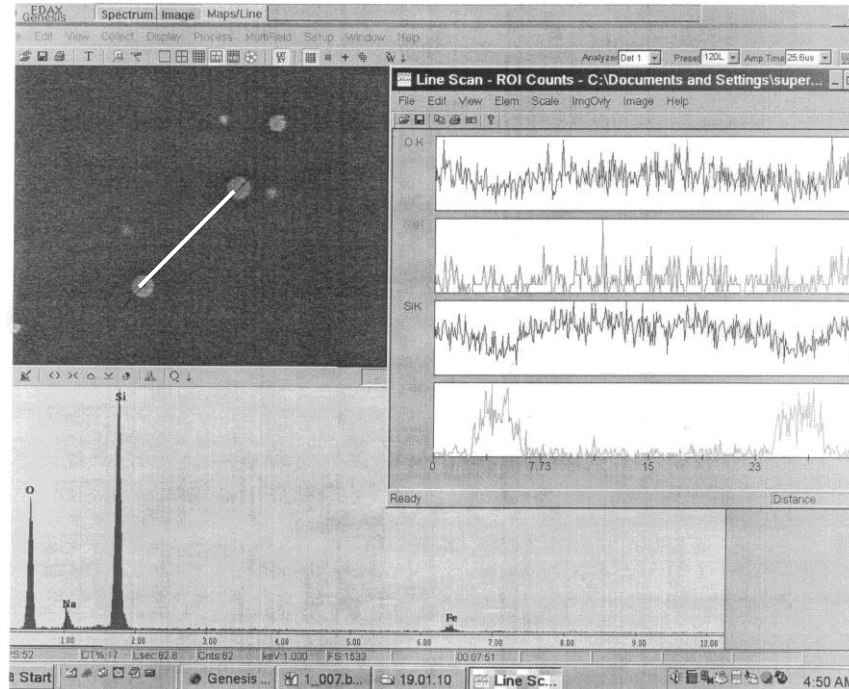 EDAX
Genesis
Spectrum Image Maps/Line
Edit View Collect Display Process MultiField Setup Window Help
T
Analyzer Det 1 Preset 120L Amp Time 25.6us
Line Scan - ROI Counts - C:\Documents and Settings\super...
File Edit View Elem Scale ImgOvly Image Help
O K
SiK
0 7.73 15 23
Ready Distance
Si
O
Na
Fe
1.00 2.00 3.00 4.00 5.00 6.00 7.00 8.00 9.00 10.00
DT%:17 Lsec:82.8 Cnts:62 keV:1.000 FS:1533 00:07:51
Start Genesis ... 1_007.b... 19.01.10 Line Sc... 4:50 AM